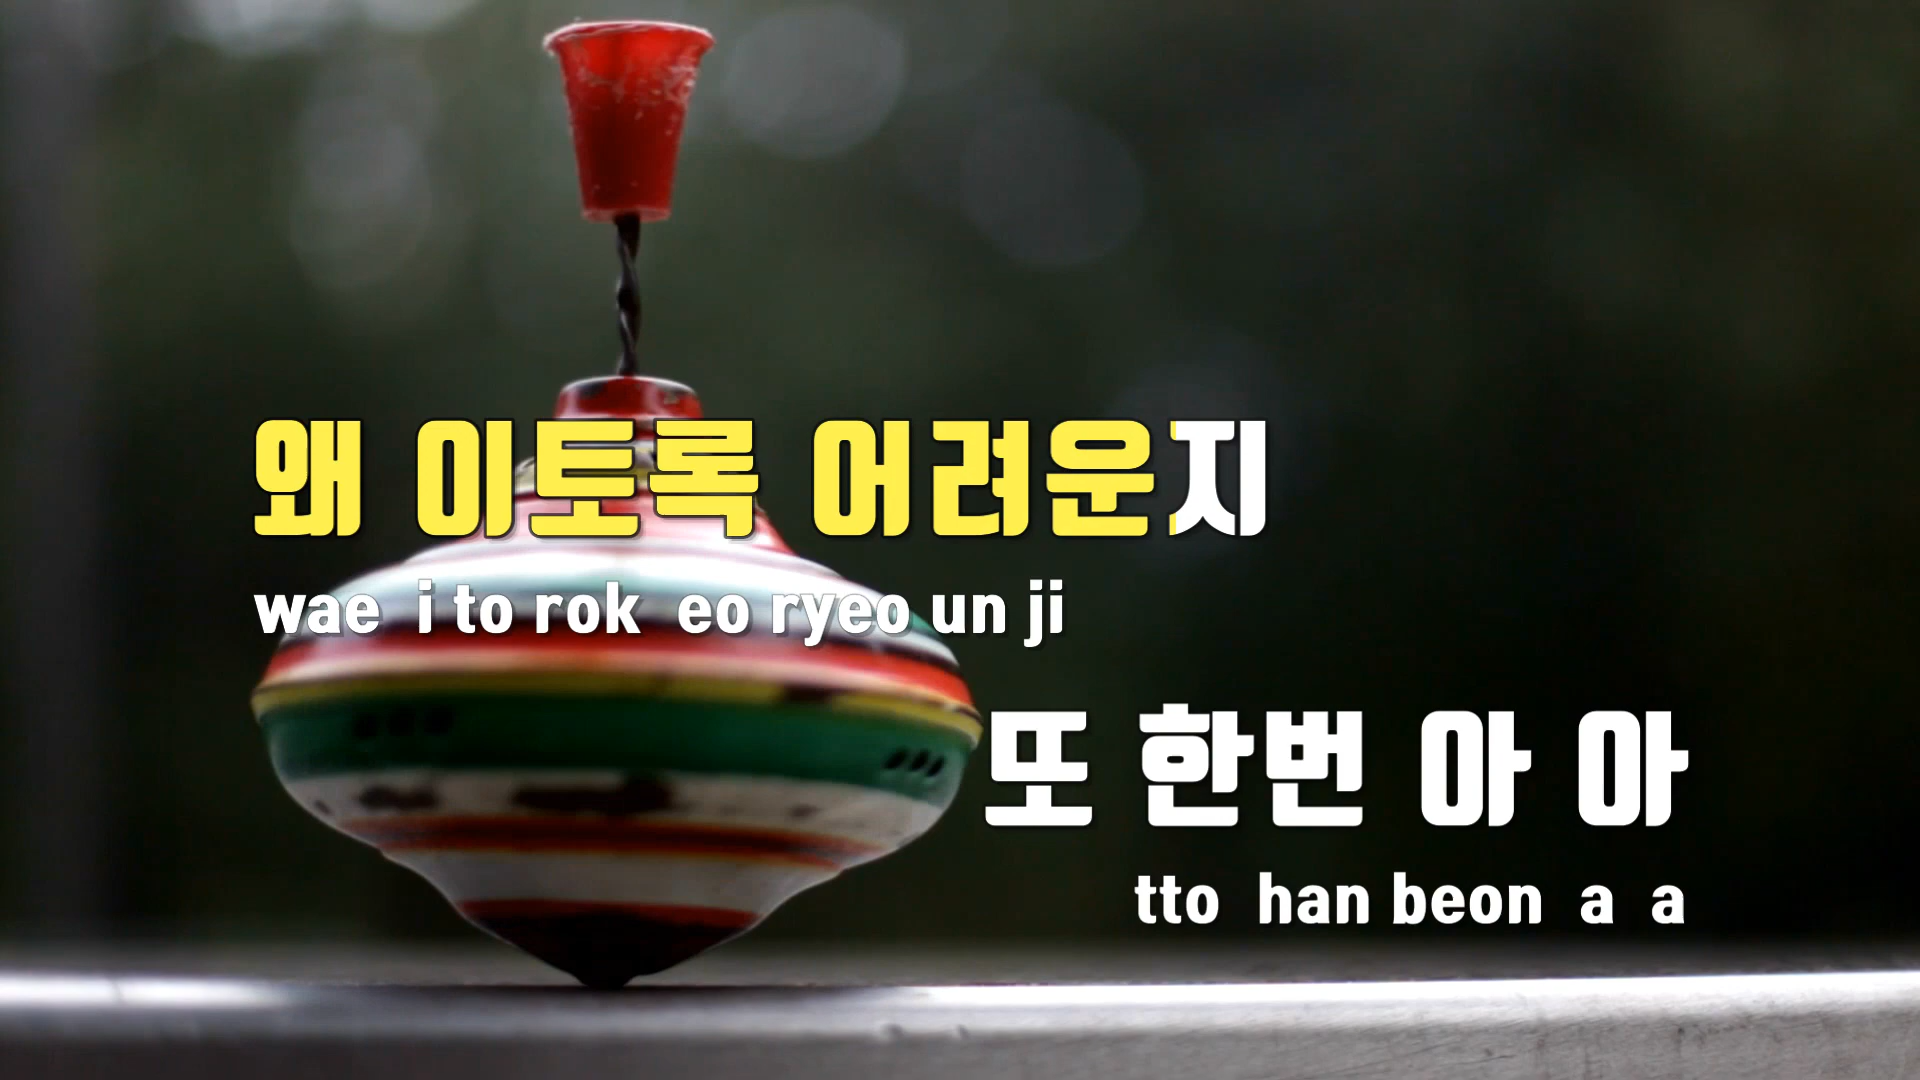 왜 이토록 어려운지
wae i to rok eo ryeo un ji
또 한번 아 아
tto han beon a a